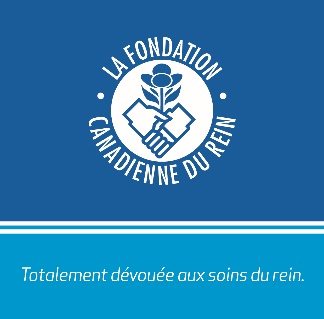 LA FONDATION
CANADIENNE DU REIN
Totalement dévouée aux soins du rein.